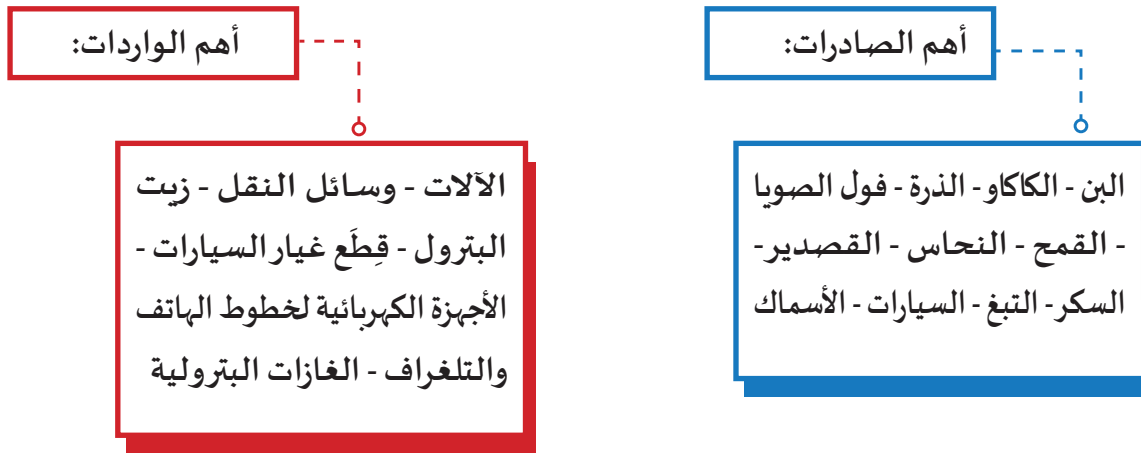 أهم الصادرات:
البن - الكاكاو - الذرة - فول الصويا
- القمح - النحاس - القصدير-
السكر - التبغ - السيارات - الأسماك
أهم الواردات:
الآلات - وسائل النقل - زيت
البترول - قِطَع غيار السيارات -
الأجهزة الكهربائية لخطوط الهاتف
والتلغراف - الغازات البترولية